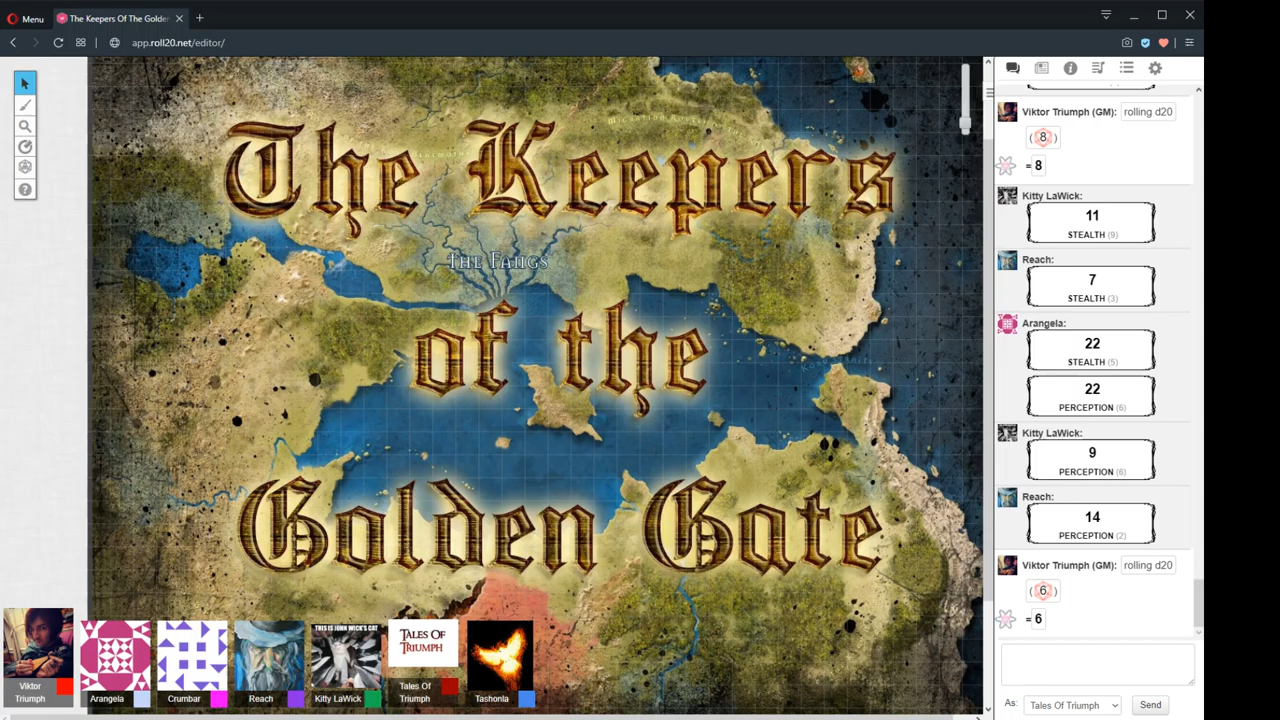 Menu
The Keepers Of The Golder
app.roll20.net/editor/
The Keepers
The Fangs
of the
Golden Gate
Viktor Triumph
Arangela
Crumbar
Reach
THIS IS JOHN WICK'S CAT
Kitty LaWick
TALES OF
TRIUMPH
Tales Of Triumph
Tashonla
Viktor Triumph (GM): rolling d20
( 8 )
= 8
Kitty LaWick:
11
STEALTH (9)
Reach:
7
STEALTH (3)
Arangela:
22
STEALTH (5)
22
PERCEPTION (6)
Kitty LaWick:
9
PERCEPTION (6)
Reach:
14
PERCEPTION (2)
Viktor Triumph (GM): rolling d20
( 6 )
= 6
As: Tales Of Triumph Send